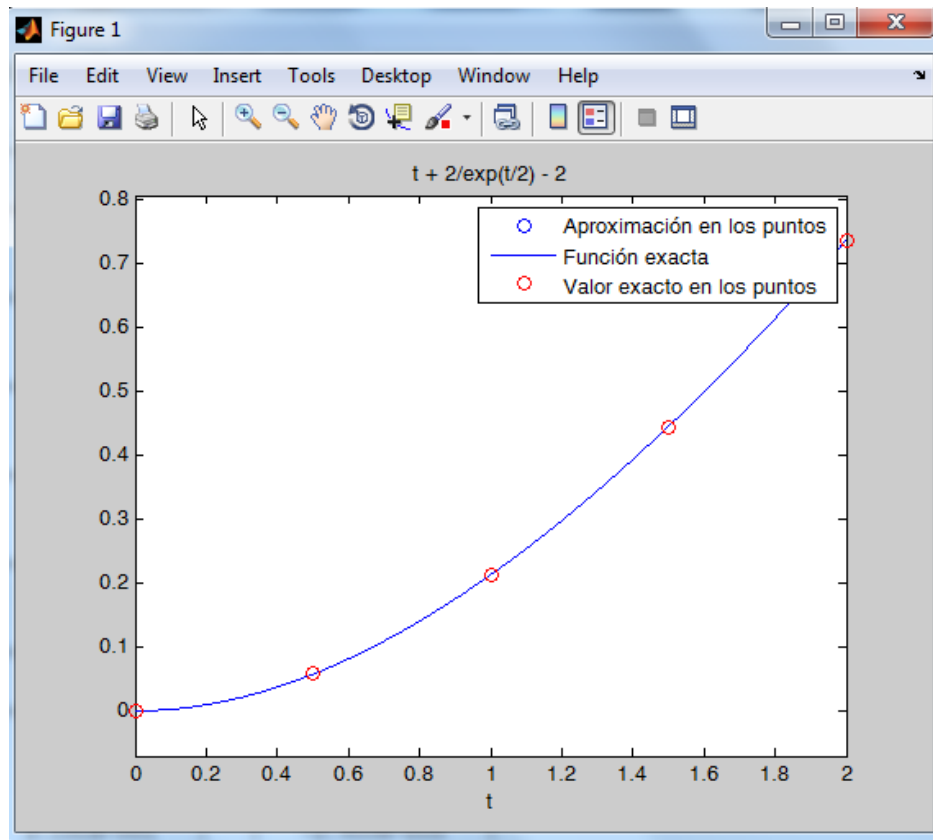 Figure 1
File Edit View Insert Tools Desktop Window Help
t + 2/exp(t/2) - 2
Aproximación en los puntos
Función exacta
Valor exacto en los puntos
0.8
0.7
0.6
0.5
0.4
0.3
0.2
0.1
0
0 0.2 0.4 0.6 0.8 1 1.2 1.4 1.6 1.8 2
t